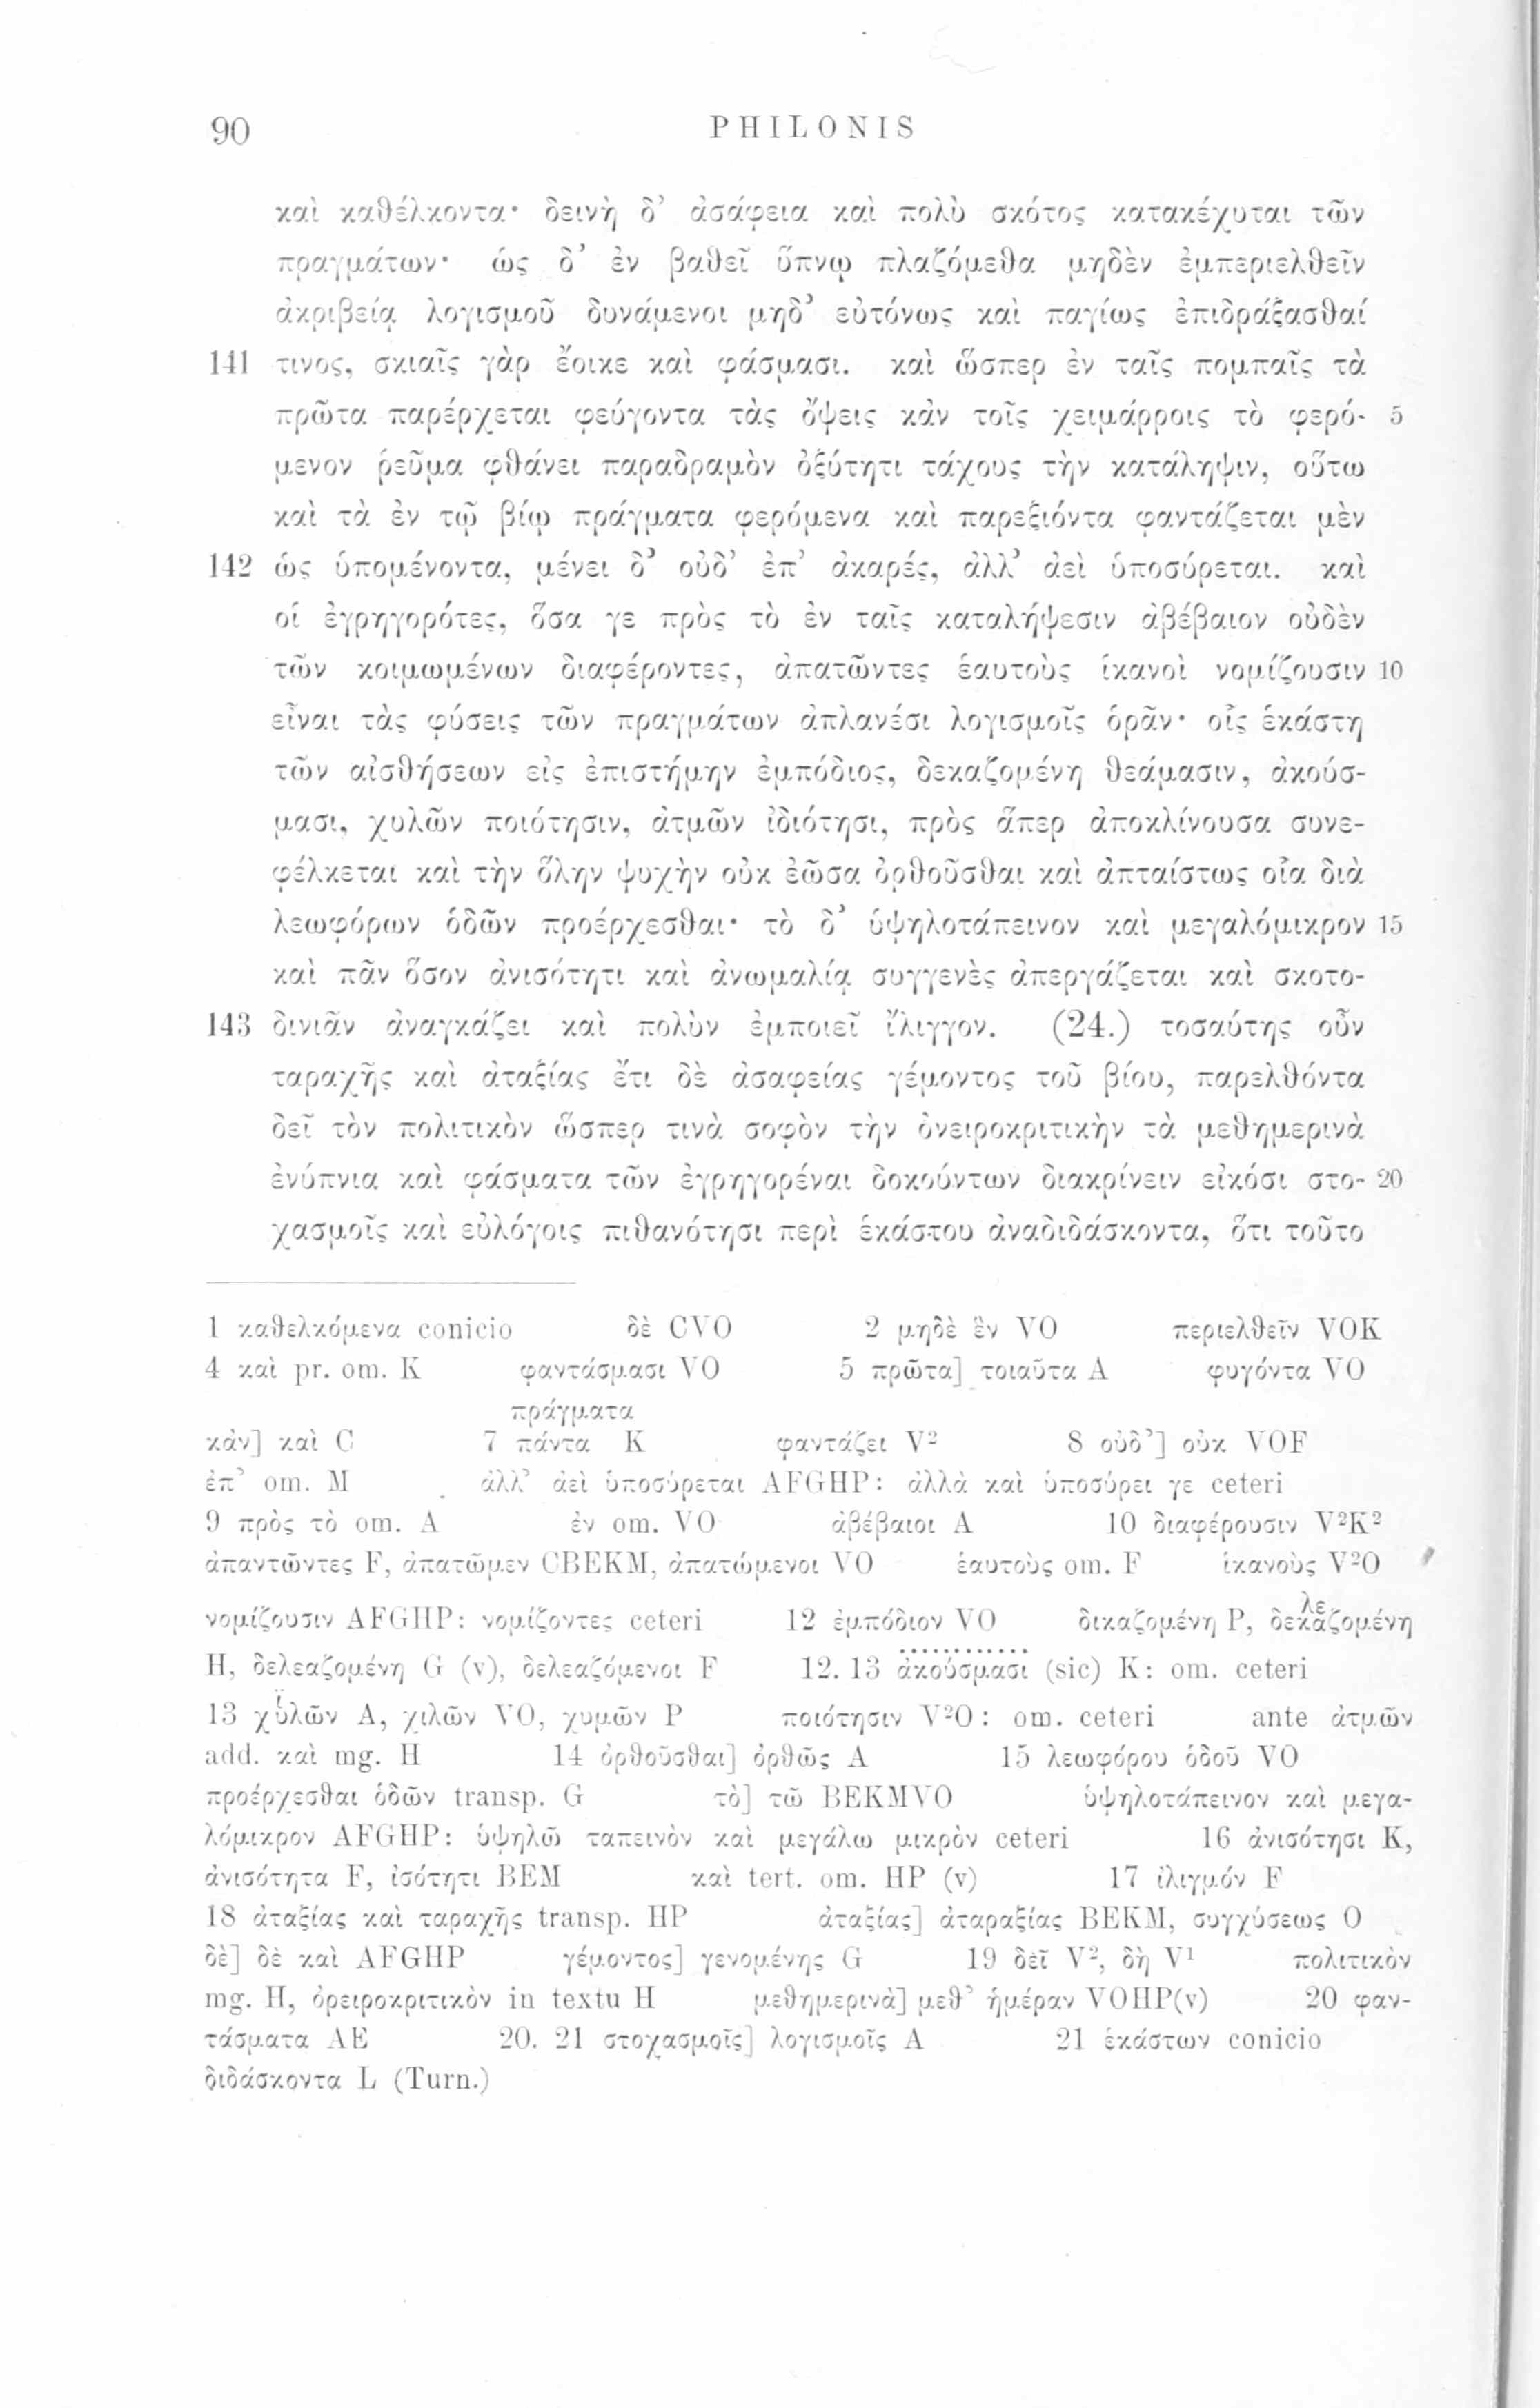 90 PHILONIS
καὶ καθέλκοντα· δεινὴ δ’ ἀσάφεια καὶ πολὺ σκότος κατακέχυται τῶν
πραγμάτων· ὡς δ’ ἐν βαθεῖ ὕπνῳ πλαζόμεθα μηδὲν ἐμπεριελθεῖν
ἀκριβείᾳ λογισμοῦ δυνάμενοι μηδ’ εὐτόνως καὶ παγίως ἐπιδράξασθαί
141 τινος, σκιαῖς γὰρ ἔοικε καὶ φάσμασι. καὶ ὥσπερ ἐν ταῖς πομπαῖς τὰ
πρῶτα παρέρχεται φεύγοντα τὰς ὄψεις κἀν τοῖς χειμάρροις τὸ φερό- 5
μενον ῥεῦμα φθάνει παραδραμὸν ὀξύτητι τάχους τὴν κατάληψιν, οὕτω
καὶ τὰ ἐν τῷ βίῳ πράγματα φερόμενα καὶ παρεξιόντα φαντάζεται μὲν
142 ὡς ὑπομένοντα, μένει δ’ οὐδ’ ἐπ’ ἀκαρές, ἀλλ’ ἀεὶ ὑποσύρεται. καὶ
οἱ ἐγρηγορότες, ὅσα γε πρὸς τὸ ἐν ταῖς καταλήψεσιν ἀβέβαιον οὐδὲν
τῶν κοιμωμένων διαφέροντες, ἀπατῶντες ἑαυτοὺς ἱκανοὶ νομίζουσιν 10
εἶναι τὰς φύσεις τῶν πραγμάτων ἀπλανέσι λογισμοῖς ὁρᾶν· οἷς ἑκάστη
τῶν αἰσθήσεων εἰς ἐπιστήμην ἐμπόδιος, δεκαζομένη θεάμασιν, ἀκούσ-
μασι, χυλῶν ποιότησιν, ἀτμῶν ἰδιότησι, πρὸς ἅπερ ἀποκλίνουσα συνε-
φέλκεται καὶ τὴν ὅλην ψυχὴν οὐκ ἐῶσα ὀρθοῦσθαι καὶ ἀπταίστως οἷα διὰ
λεωφόρων ὁδῶν προέρχεσθαι· τὸ δ’ ὑψηλοτάπεινον καὶ μεγαλόμικρον 15
καὶ πᾶν ὅσον ἀνισότητι καὶ ἀνωμαλίᾳ συγγενὲς ἀπεργάζεται καὶ σκοτο-
143 δινιᾶν ἀναγκάζει καὶ πολὺν ἐμποιεῖ ἴλιγγον. (24.) τοσαύτης οὖν
ταραχῆς καὶ ἀταξίας ἔτι δὲ ἀσαφείας γέμοντος τοῦ βίου, παρελθόντα
δεῖ τὸν πολιτικὸν ὥσπερ τινὰ σοφὸν τὴν ὀνειροκριτικὴν τὰ μεθημερινὰ
ἐνύπνια καὶ φάσματα τῶν ἐγρηγορέναι δοκούντων διακρίνειν εἰκόσι στο- 20
χασμοῖς καὶ εὐλόγοις πιθανότησι περὶ ἑκάστου ἀναδιδάσκοντα, ὅτι τοῦτο
1 καθελκόμενα conicio δὲ CVO 2 μηδὲ ἓν VO περιελθεῖν VOK
4 καὶ pr. om. K φαντάσμασι VO 5 πρῶτα] τοιαῦτα A φυγόντα VO
πράγματα
κἀν] καὶ C 7 πάντα K φαντάζει V² 8 οὐδ’] οὐκ VOF
ἐπ’ om. M ἀλλ’ ἀεὶ ὑποσύρεται AFGHP: ἀλλὰ καὶ ὑποσύρει γε ceteri
9 πρὸς τὸ om. A ἐν om. VO ἀβέβαιοι A 10 διαφέρουσιν V²K²
ἀπαντῶντες F, ἀπατῶμεν CBEKM, ἀπατώμενοι VO ἑαυτοὺς om. F ἱκανοὺς V²O
νομίζουσιν AFGHP: νομίζοντες ceteri 12 ἐμπόδιον VO δικαζομένη P, δεκαζομένη
λε
H, δελεαζομένη G (v), δελεαζόμενοι F 12. 13 ἀκούσμασι (sic) K: om. ceteri
13 χυλῶν A, χιλῶν VO, χυμῶν P ποιότησιν V²O: om. ceteri ante ἀτμῶν
add. καὶ mg. H 14 ὀρθοῦσθαι] ὀρθῶς A 15 λεωφόρου ὁδοῦ VO
προέρχεσθαι ὁδῶν transp. G τὸ] τῶ BEKMVO ὑψηλοτάπεινον καὶ μεγα-
λόμικρον AFGHP: ὑψηλῶ ταπεινὸν καὶ μεγάλω μικρὸν ceteri 16 ἀνισότησι K,
ἀνισότητα F, ἰσότητι BEM καὶ tert. om. HP (v) 17 ἰλιγμόν F
18 ἀταξίας καὶ ταραχῆς transp. HP ἀταξίας] ἀταραξίας BEKM, συγχύσεως O
δὲ] δὲ καὶ AFGHP γέμοντος] γενομένης G 19 δεῖ V², δὴ V¹ πολιτικὸν
mg. H, ὀρειροκριτικὸν in textu H μεθημερινὰ] μεθ’ ἡμέραν VOHP(v) 20 φαν-
τάσματα AE 20. 21 στοχασμοῖς] λογισμοῖς A 21 ἑκάστων conicio
διδάσκοντα L (Turn.)